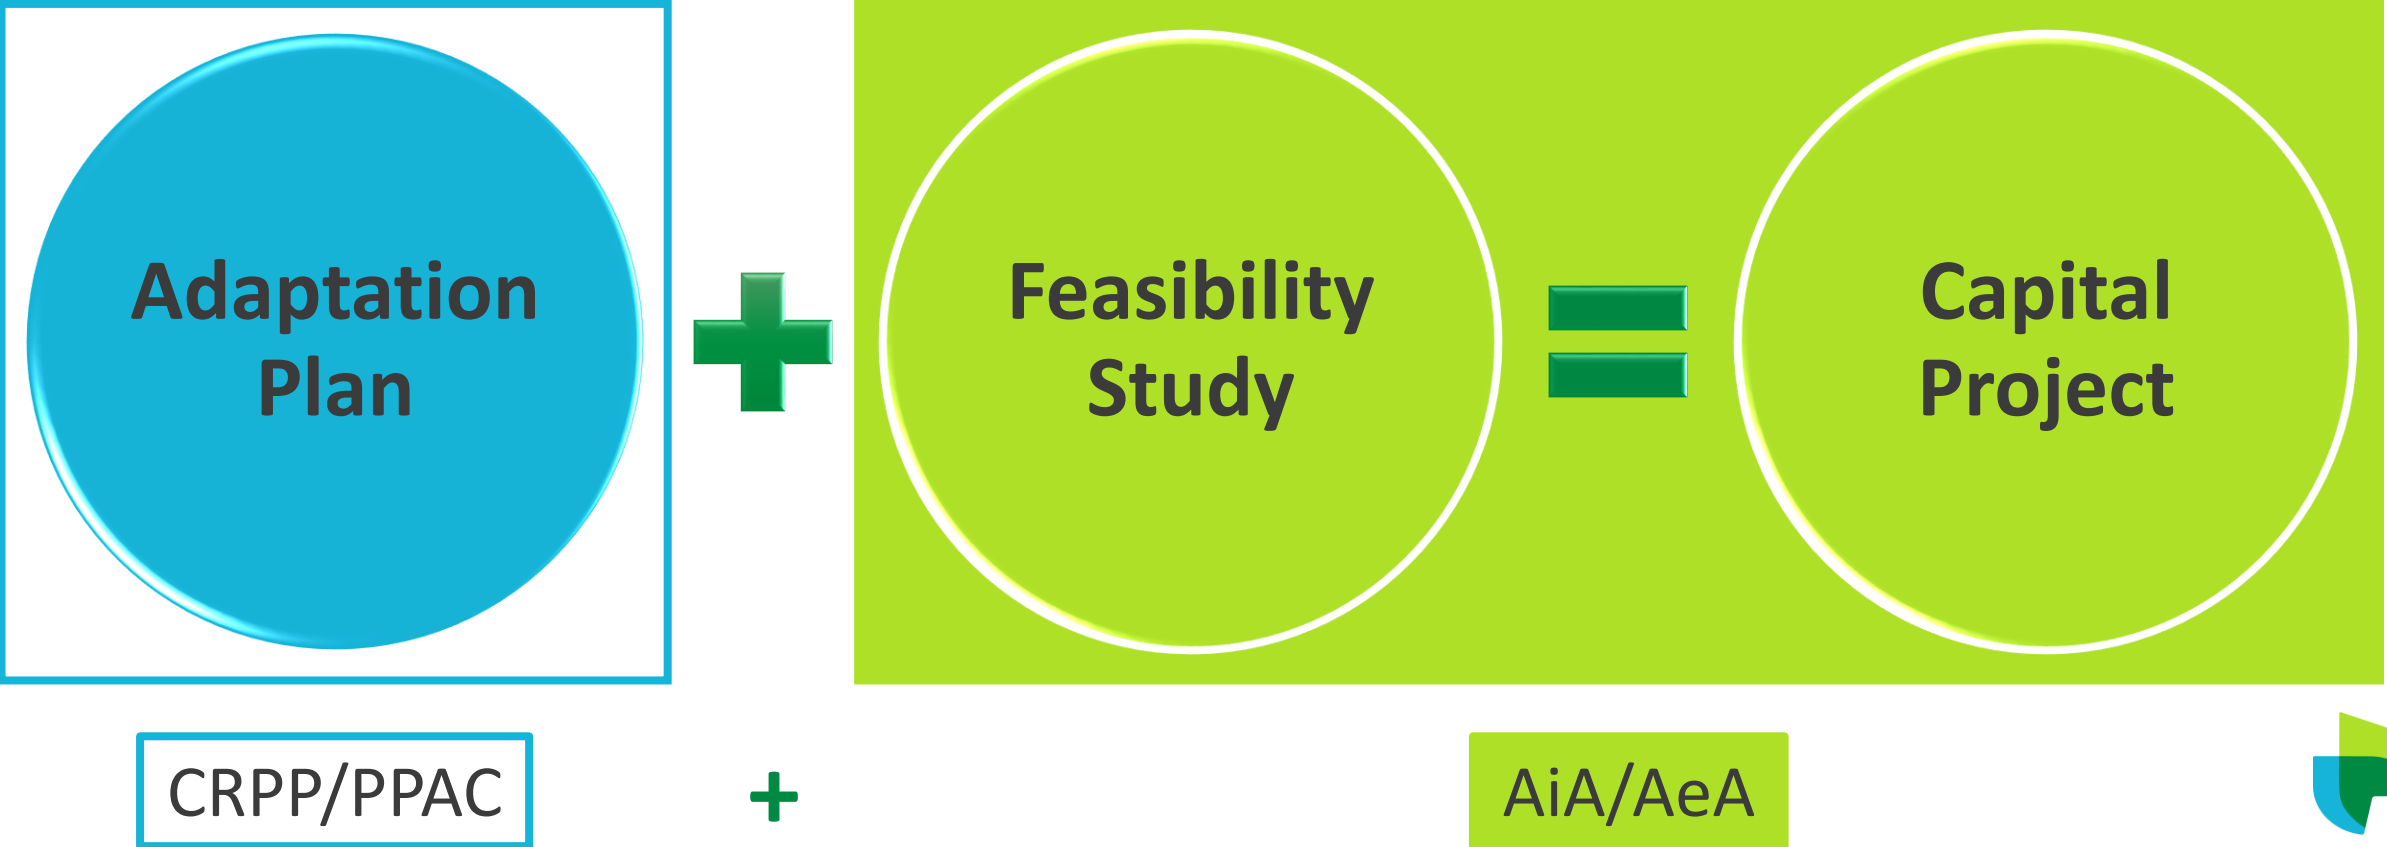 Adaptation
Plan
Feasibility
Study
Capital
Project
CRPP/PPAC
+
AiA/AeA